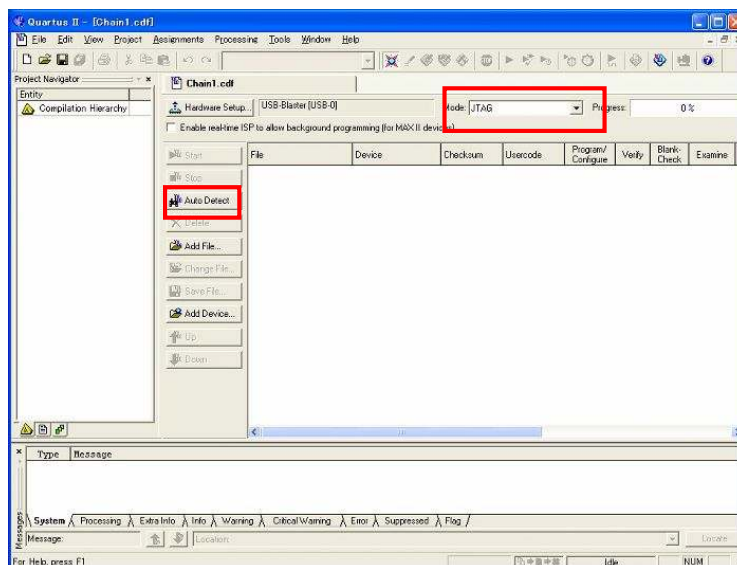 Quartus II - [Chain1.cdf]
File Edit View Project Assignments Processing Tools Window Help
Project Navigator
Entity
Compilation Hierarchy
Chain1.cdf
Hardware Setup... USB-Blaster [USB-0] Mode: JTAG Progress: 0 %
Enable real-time ISP to allow background programming (for MAX II devices)
Start
Stop
Auto Detect
Delete
Add File...
Change File...
Save File...
Add Device...
Up
Down
File Device Checksum Usercode Program/Configure Verify Blank-Check Examine
Type Message
System Processing Extra Info Info Warning Critical Warning Error Suppressed Flag
Messages
Message: Location: Locate
For Help, press F1 Idle NUM